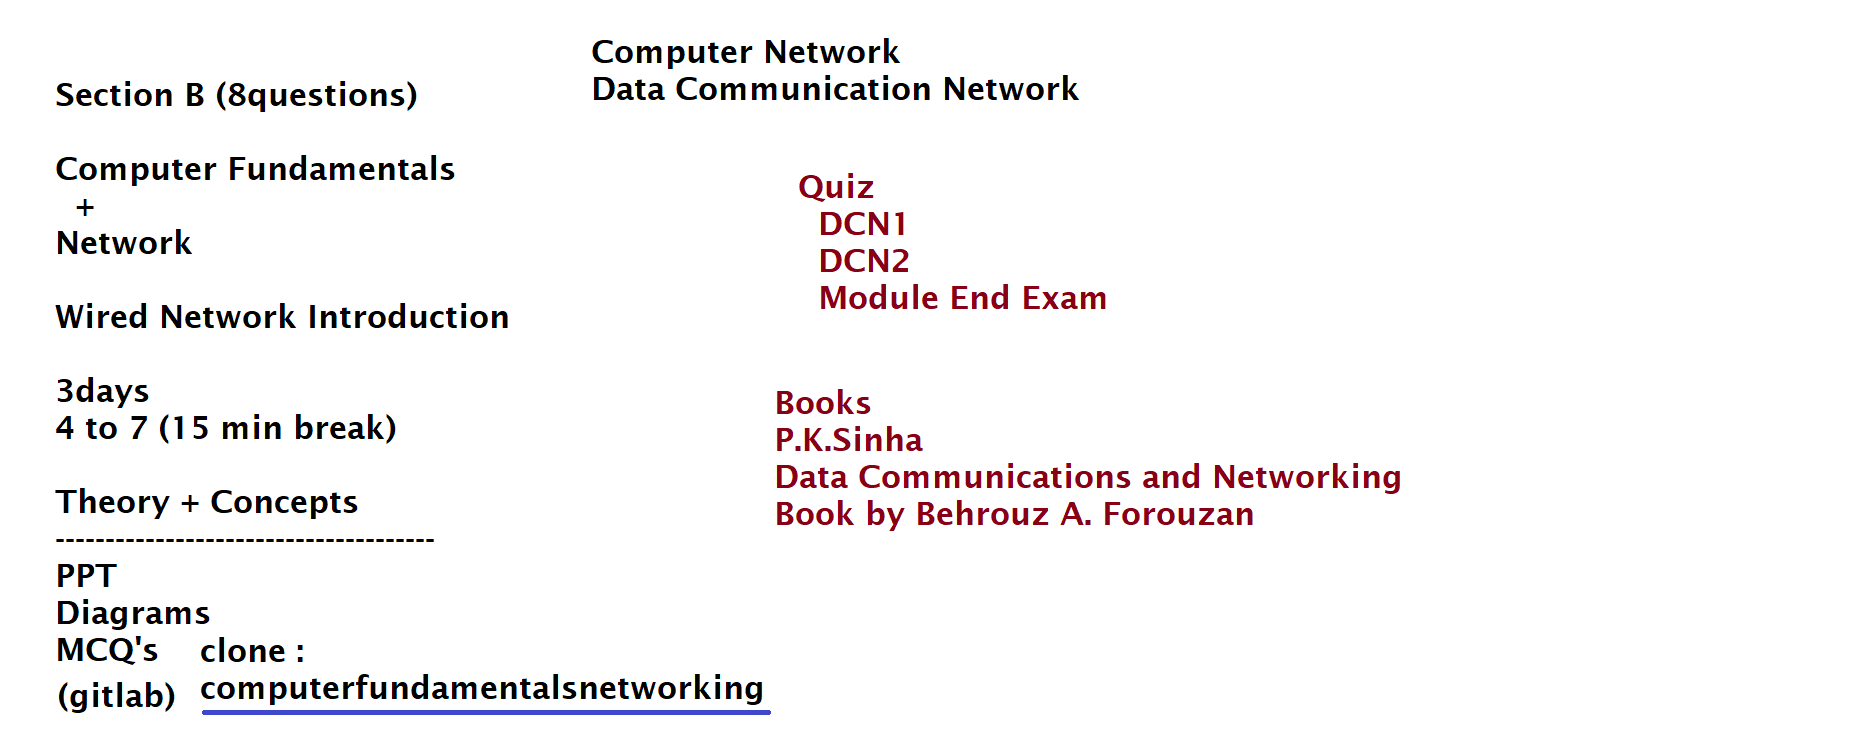 Computer Network
Data Communication Network
Section B (8questions)
Computer Fundamentals
+
Network
Wired Network Introduction
3days
4 to 7 (15 min break)
Theory + Concepts
--------------------------------------
PPT
Diagrams
MCQ's
(gitlab)
clone :
computerfundamentalsnetworking
Quiz
DCN1
DCN2
Module End Exam
Books
P.K.Sinha
Data Communications and Networking
Book by Behrouz A. Forouzan